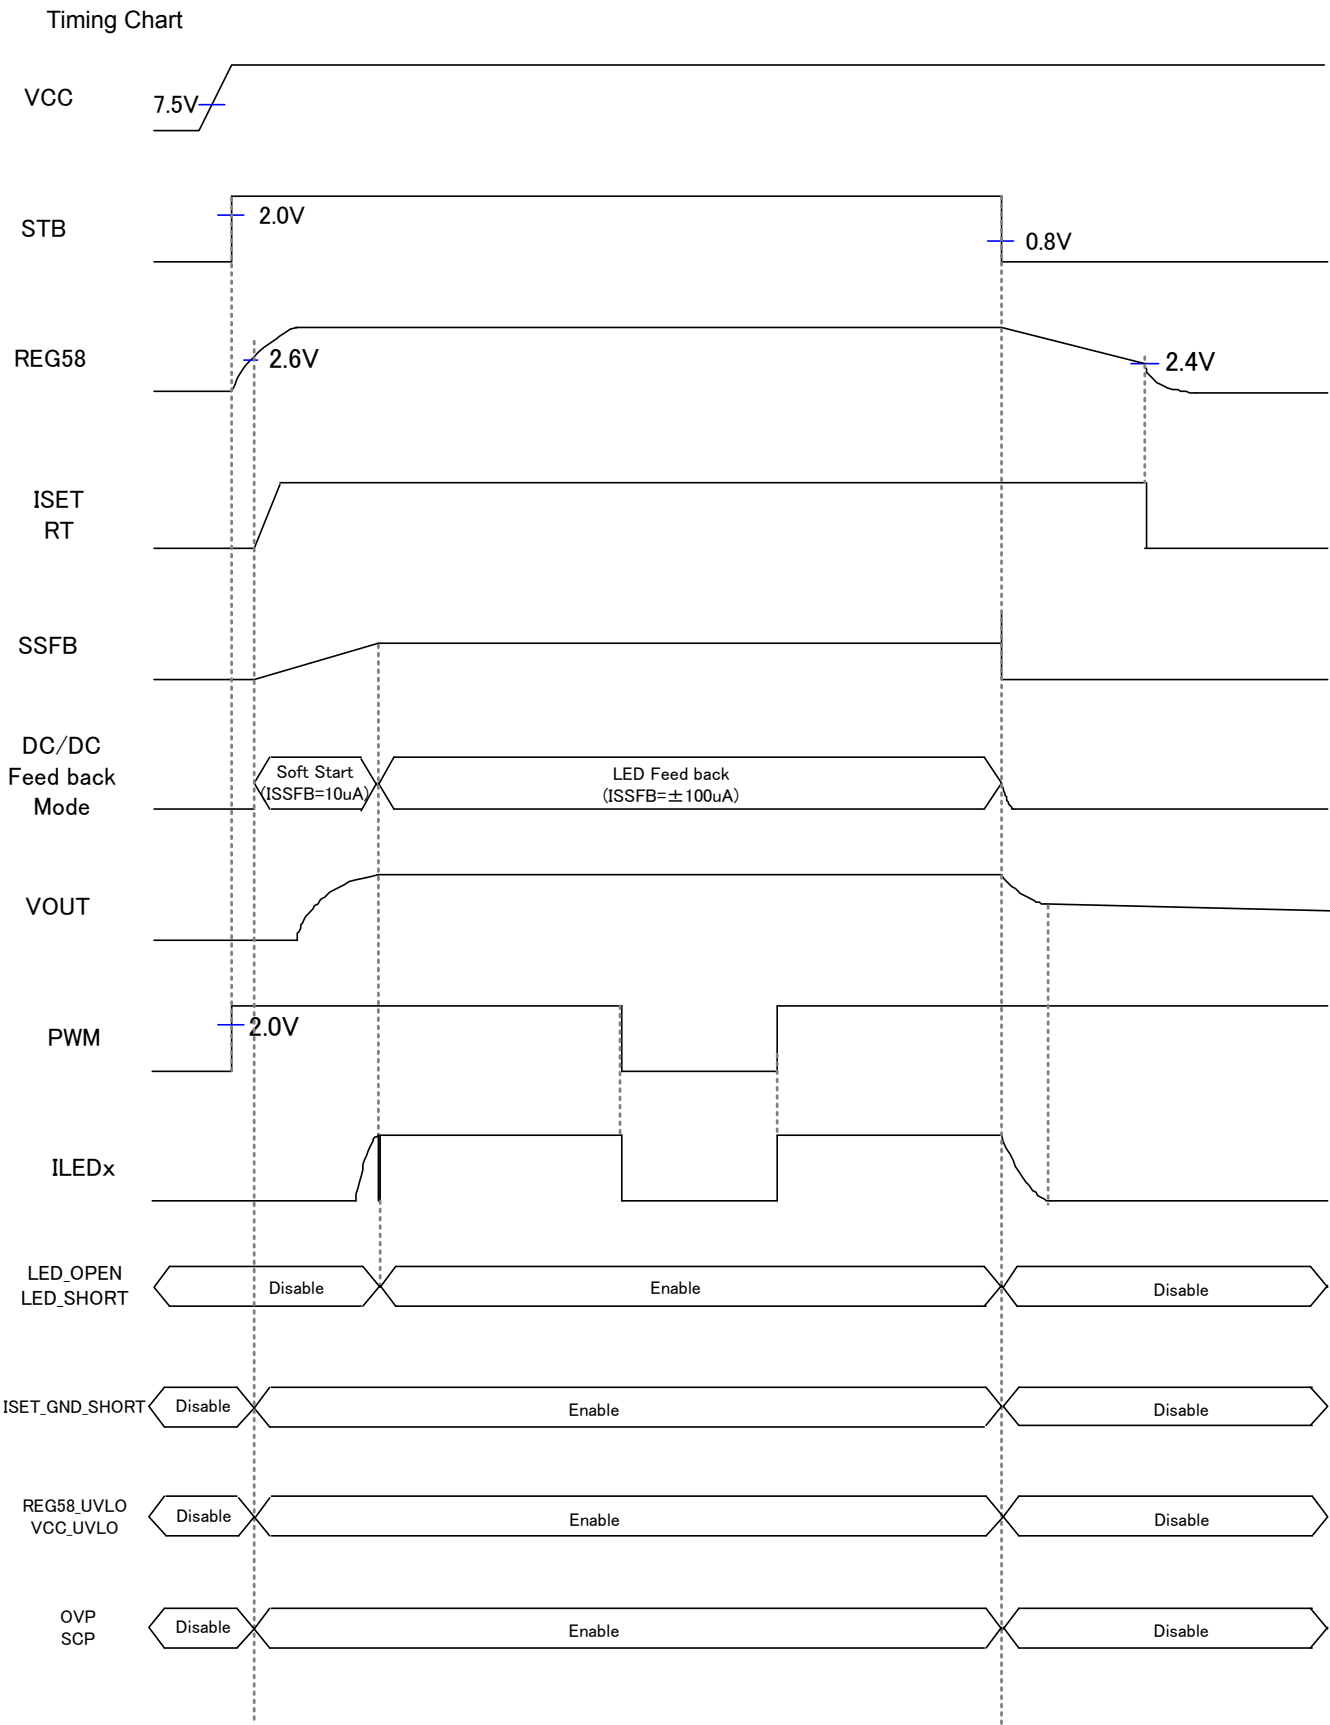 Timing Chart
VCC
7.5V
STB
2.0V
0.8V
REG58
2.6V
2.4V
ISET
RT
SSFB
DC/DC
Feed back
Mode
Soft Start
(ISSFB=10uA)
LED Feed back
(ISSFB=±100uA)
VOUT
PWM
2.0V
ILEDx
LED_OPEN
LED_SHORT
Disable
Enable
Disable
ISET_GND_SHORT
Disable
Enable
Disable
REG58_UVLO
VCC_UVLO
Disable
Enable
Disable
OVP
SCP
Disable
Enable
Disable